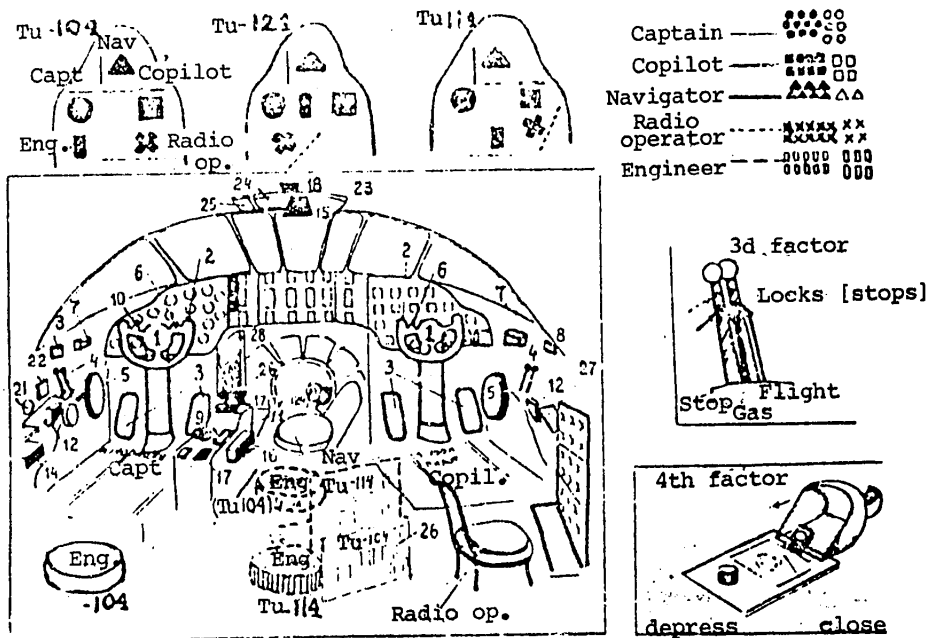 Tu-104
Nav
Capt
Copilot
Eng.
Radio
op.
Tu-121
Tu 114
Captain
Copilot
Navigator
Radio
operator
Engineer
24
18
23
25
15
2
2
6
6
7
10
7
3
1
1
8
22
28
4
27
21
4
5
3
3
5
12
17
9
12
14
Capt
17
16
Nav
Copil.
(Tu104)
Eng
Tu-114
Tu-104
26
Eng
Eng
-104
Tu-114
Radio op.
3d factor
Locks [stops]
Stop
Flight
Gas
4th factor
depress
close